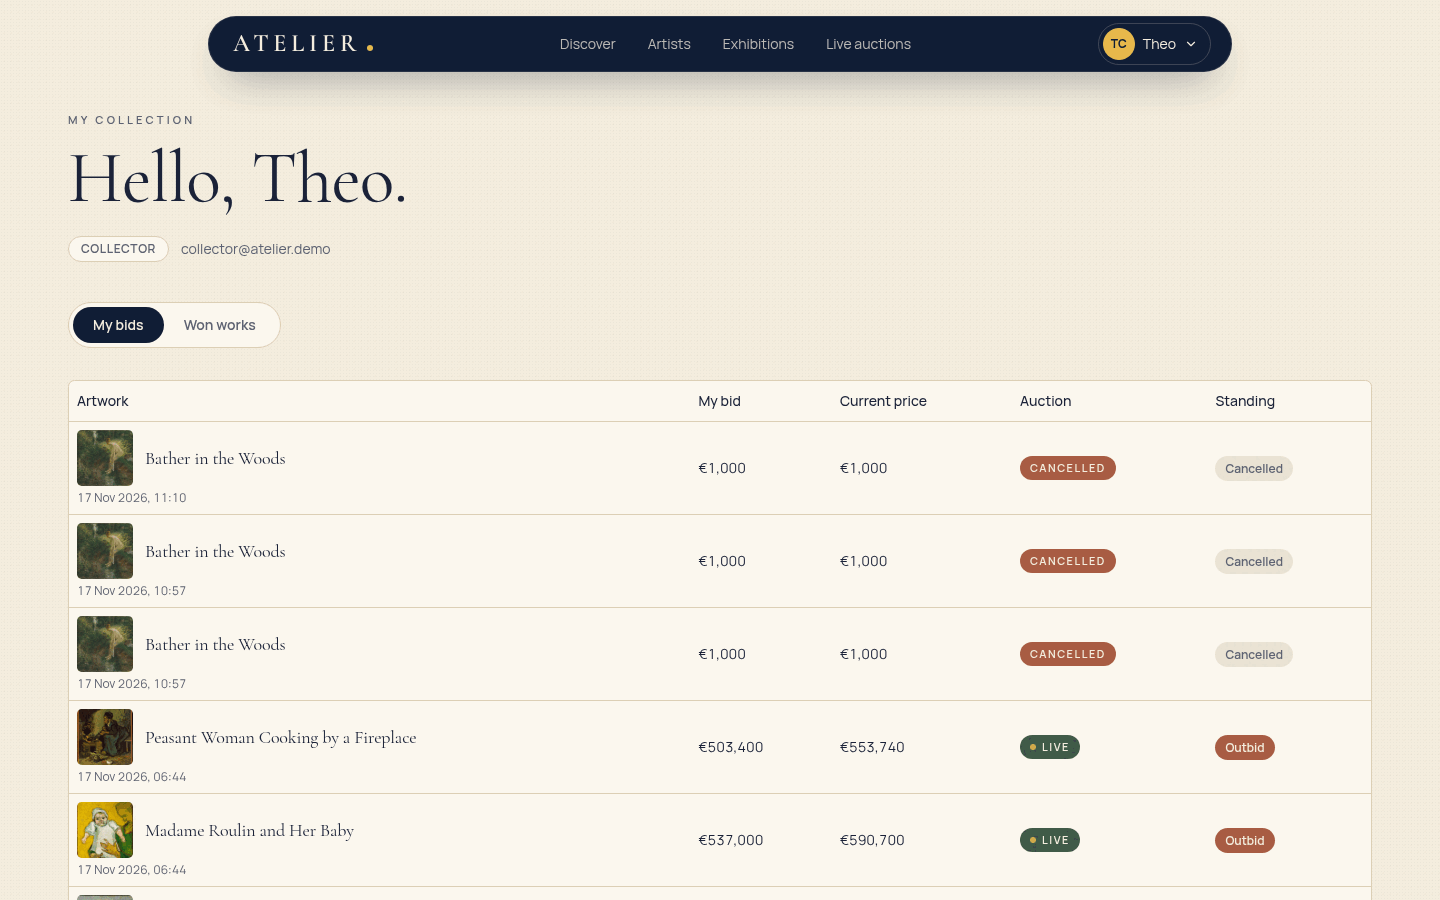 ATELIER.
Discover Artists Exhibitions Live auctions
TC Theo
MY COLLECTION
Hello, Theo.
COLLECTOR collector@atelier.demo
My bids Won works
Artwork My bid Current price Auction Standing
Bather in the Woods €1,000 €1,000 CANCELLED Cancelled
17 Nov 2026, 11:10
Bather in the Woods €1,000 €1,000 CANCELLED Cancelled
17 Nov 2026, 10:57
Bather in the Woods €1,000 €1,000 CANCELLED Cancelled
17 Nov 2026, 10:57
Peasant Woman Cooking by a Fireplace €503,400 €553,740 LIVE Outbid
17 Nov 2026, 06:44
Madame Roulin and Her Baby €537,000 €590,700 LIVE Outbid
17 Nov 2026, 06:44